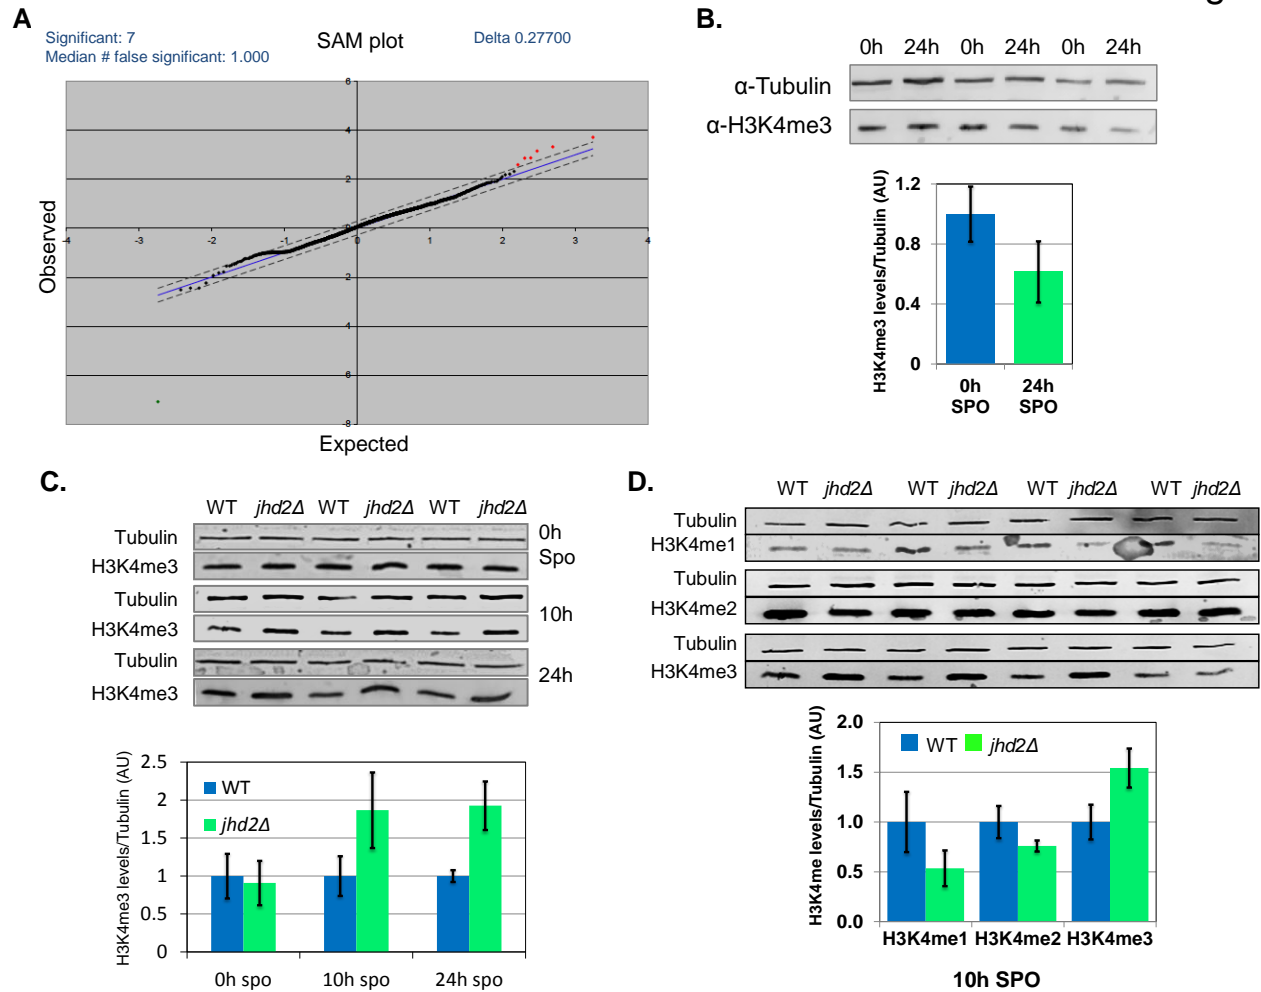 A
Significant: 7
Median # false significant: 1.000
SAM plot
Delta 0.27700
6
4
2
0
-4 -3 -2 -1 0 1 2 3 4
2
-4
6
-8
Observed
Expected
B.
0h 24h 0h 24h 0h 24h
α-Tubulin
α-H3K4me3
H3K4me3 levels/Tubulin (AU)
1.2
0.8
0.4
0
0h 24h
SPO SPO
C.
WT jhd2Δ WT jhd2Δ WT jhd2Δ
Tubulin 0h
H3K4me3 Spo
Tubulin
H3K4me3 10h
Tubulin
H3K4me3 24h
H3K4me3 levels/Tubulin (AU)
2.5
2
1.5
1
0.5
0
WT
jhd2Δ
0h spo 10h spo 24h spo
D.
WT jhd2Δ WT jhd2Δ WT jhd2Δ WT jhd2Δ
Tubulin
H3K4me1
Tubulin
H3K4me2
Tubulin
H3K4me3
H3K4me levels/Tubulin (AU)
2.0
1.5
1.0
0.5
0.0
WT jhd2Δ
H3K4me1 H3K4me2 H3K4me3
10h SPO